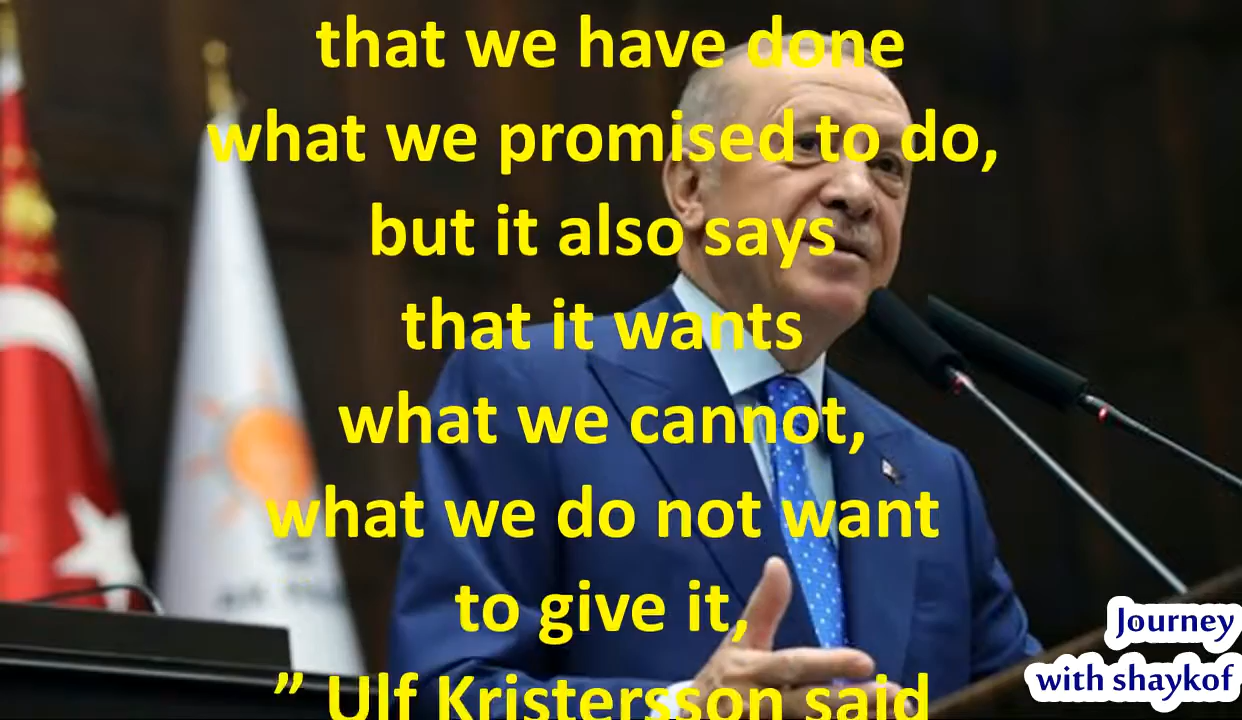 that we have done
what we promised to do,
but it also says
that it wants
what we cannot,
what we do not want
to give it,
” Ulf Kristersson said
Journey
with shaykof